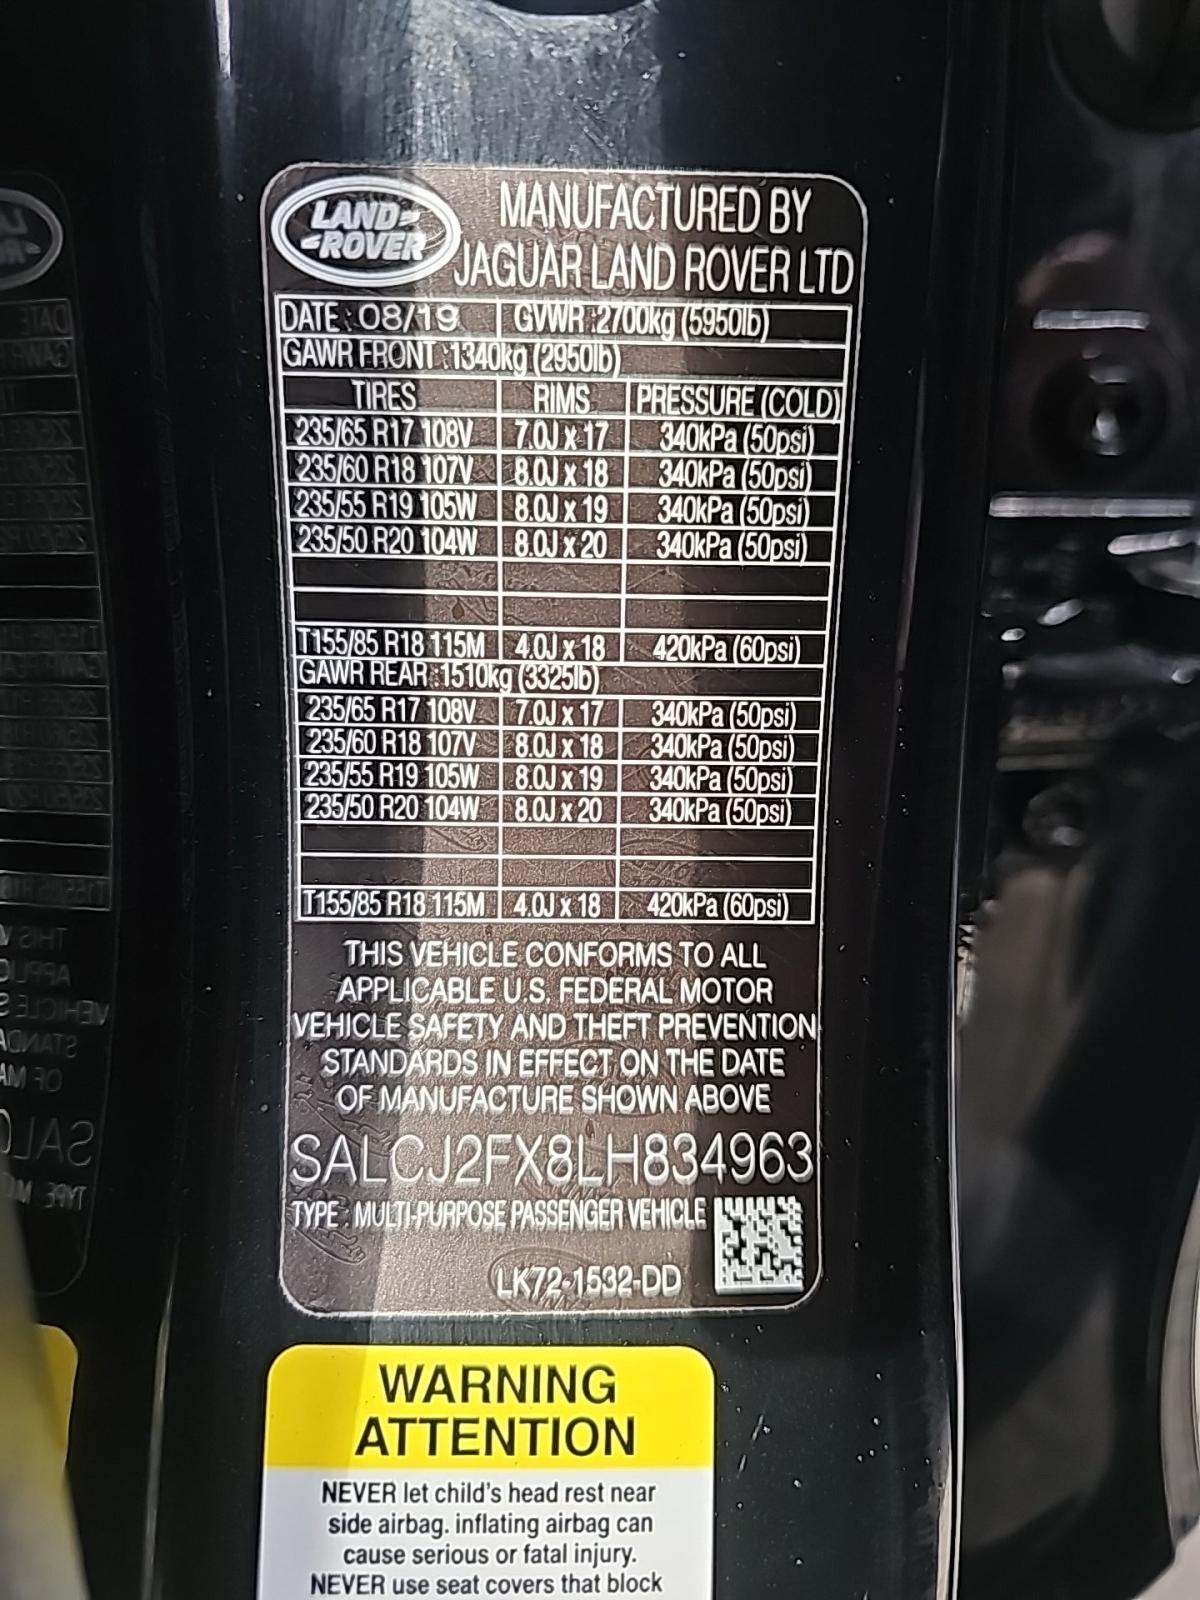 LAND-
-ROVER
MANUFACTURED BY
JAGUAR LAND ROVER LTD
DATE : 08/19 GVWR :2700kg (5950lb)
GAWR FRONT :1340kg (2950lb)
TIRES RIMS PRESSURE (COLD)
235/65 R17 108V 7.0J x 17 340kPa (50psi)
235/60 R18 107V 8.0J x 18 340kPa (50psi)
235/55 R19 105W 8.0J x 19 340kPa (50psi)
235/50 R20 104W 8.0J x 20 340kPa (50psi)
T155/85 R18 115M 4.0J x 18 420kPa (60psi)
GAWR REAR :1510kg (3325lb)
235/65 R17 108V 7.0J x 17 340kPa (50psi)
235/60 R18 107V 8.0J x 18 340kPa (50psi)
235/55 R19 105W 8.0J x 19 340kPa (50psi)
235/50 R20 104W 8.0J x 20 340kPa (50psi)
T155/85 R18 115M 4.0J x 18 420kPa (60psi)
THIS VEHICLE CONFORMS TO ALL
APPLICABLE U.S. FEDERAL MOTOR
VEHICLE SAFETY AND THEFT PREVENTION
STANDARDS IN EFFECT ON THE DATE
OF MANUFACTURE SHOWN ABOVE
SALCJ2FX8LH834963
TYPE : MULTI-PURPOSE PASSENGER VEHICLE
LK72-1532-DD
WARNING
ATTENTION
NEVER let child's head rest near
side airbag. inflating airbag can
cause serious or fatal injury.
NEVER use seat covers that block